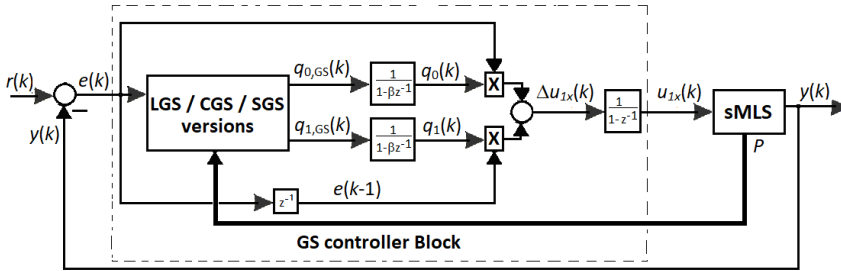 r(k)
e(k)
y(k)
LGS / CGS / SGS
versions
q0,GS(k)
1
1-βz-1
q0(k)
X
q1,GS(k)
1
1-βz-1
q1(k)
X
z-1
e(k-1)
Δu1x(k)
1
1-z-1
u1x(k)
sMLS
P
y(k)
GS controller Block